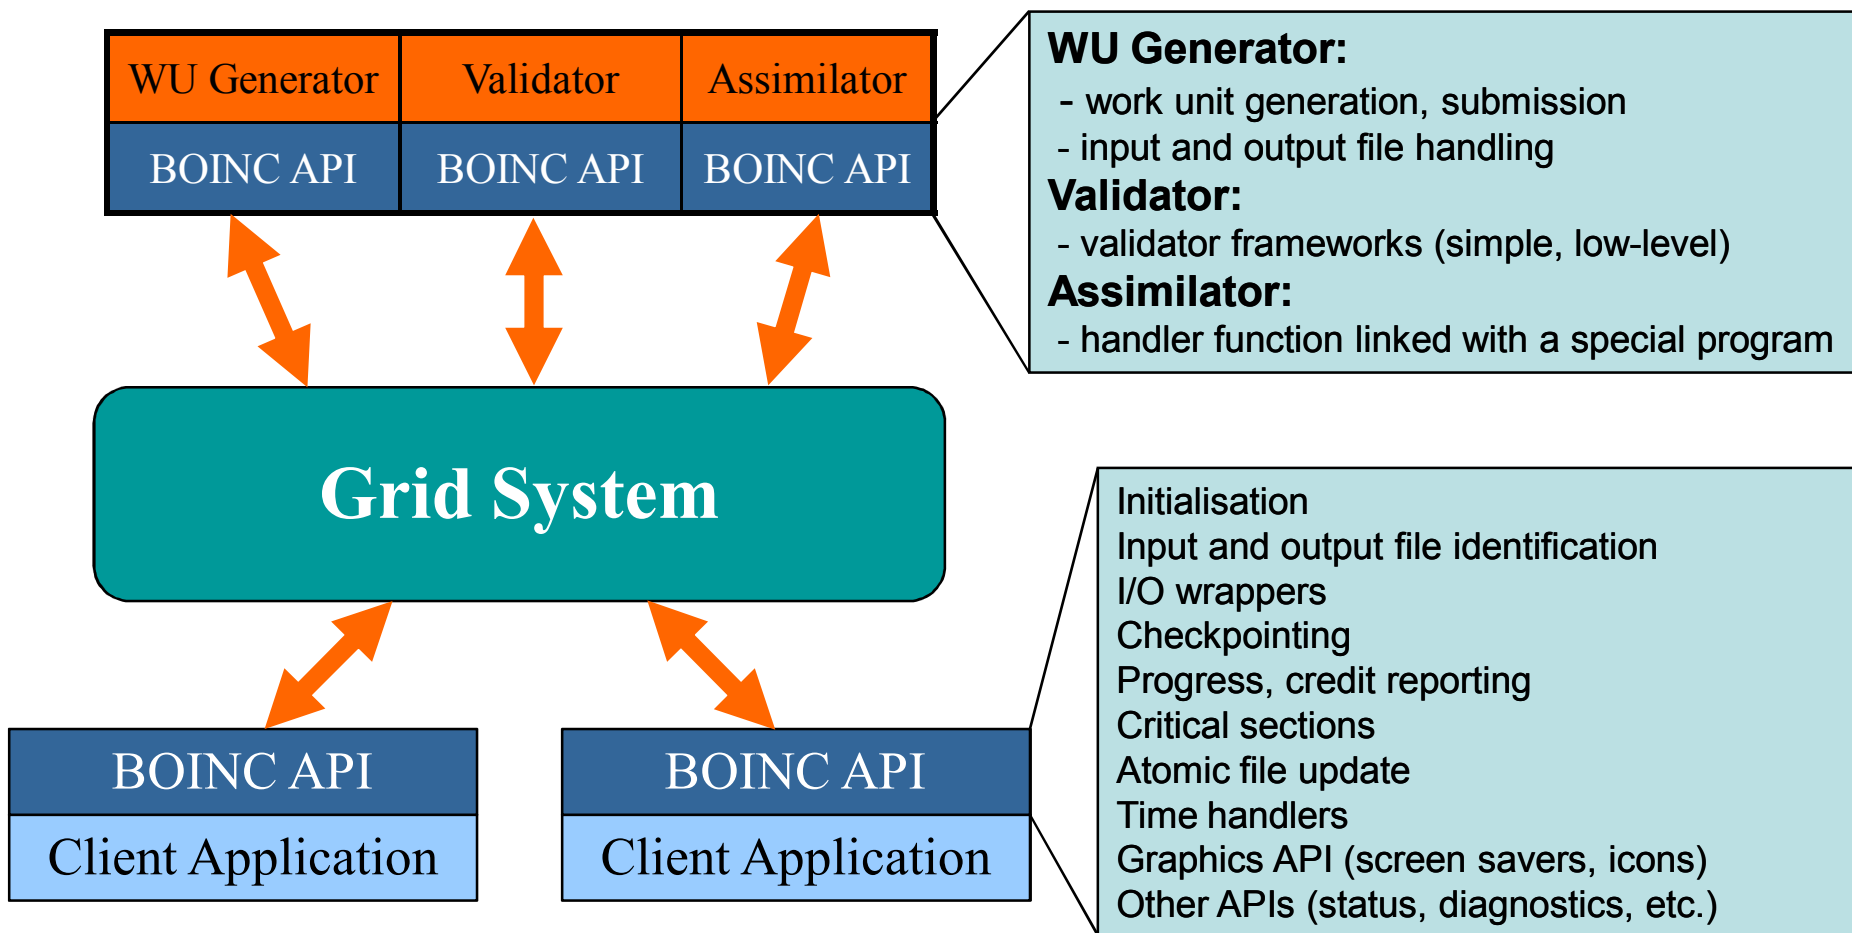 WU Generator
Validator
Assimilator
BOINC API
BOINC API
BOINC API
WU Generator:
- work unit generation, submission
- input and output file handling
Validator:
- validator frameworks (simple, low-level)
Assimilator:
- handler function linked with a special program
Grid System
Initialisation
Input and output file identification
I/O wrappers
Checkpointing
Progress, credit reporting
Critical sections
Atomic file update
Time handlers
Graphics API (screen savers, icons)
Other APIs (status, diagnostics, etc.)
BOINC API
Client Application
BOINC API
Client Application